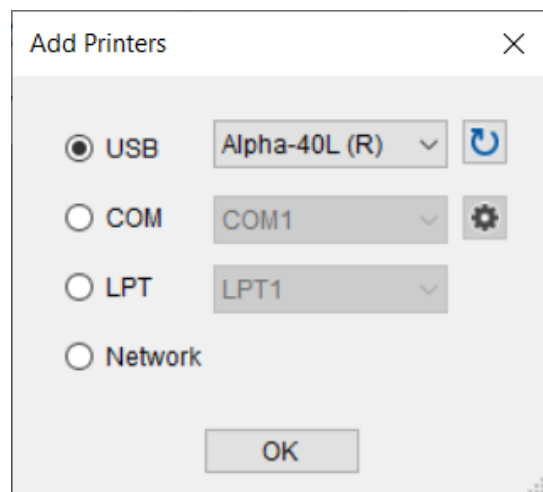 Add Printers
USB Alpha-40L (R)
COM COM1
LPT LPT1
Network
OK